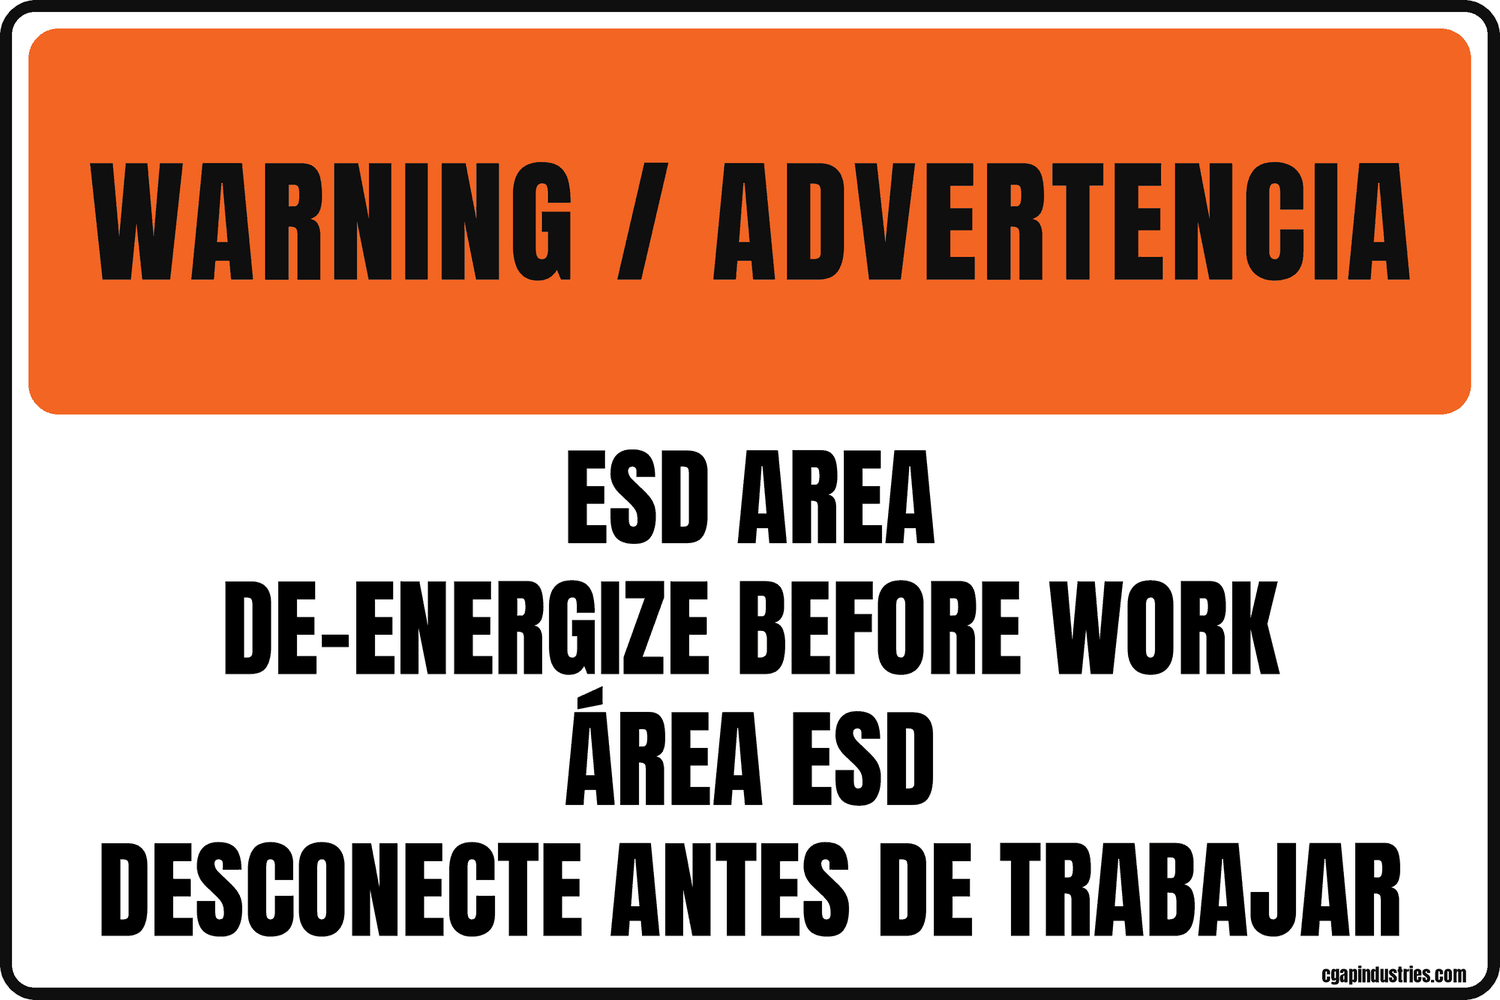 WARNING / ADVERTENCIA
ESD AREA
DE-ENERGIZE BEFORE WORK
ÁREA ESD
DESCONECTE ANTES DE TRABAJAR
cgapindustries.com